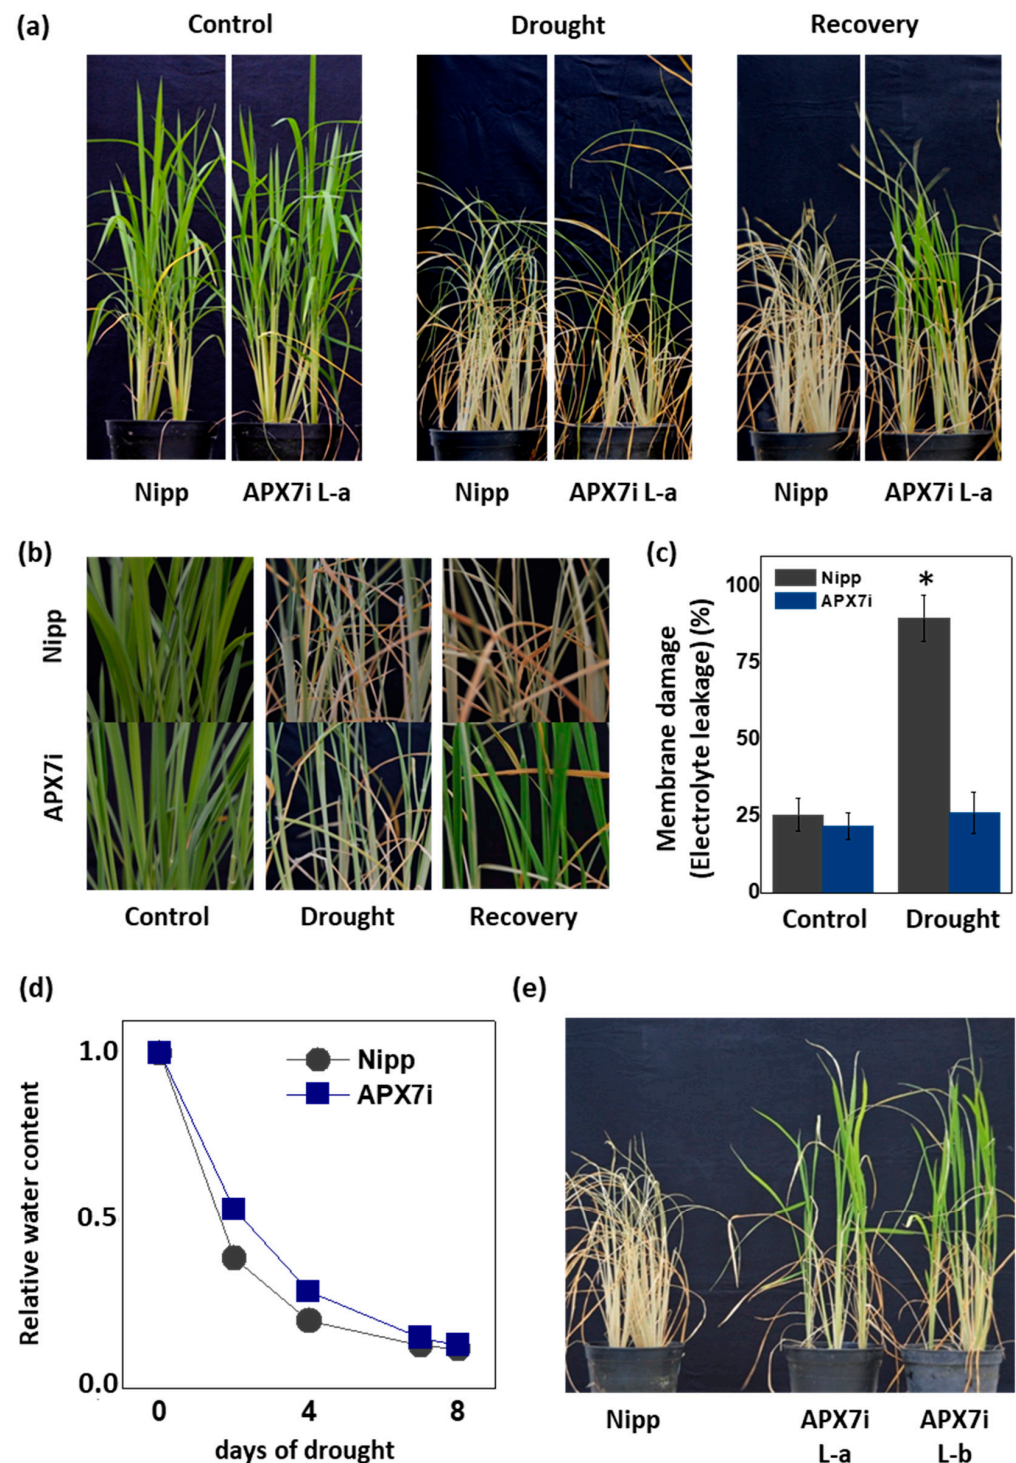 (a)
Control
Drought
Recovery
Nipp
APX7i L-a
Nipp
APX7i L-a
Nipp
APX7i L-a
(b)
Nipp
APX7i
Control
Drought
Recovery
(c)
Membrane damage
(Electrolyte leakage) (%)
100
75
50
25
0
Nipp
APX7i
*
Control
Drought
(d)
Relative water content
1.0
0.5
0.0
Nipp
APX7i
0
4
8
days of drought
(e)
Nipp
APX7i
L-a
APX7i
L-b